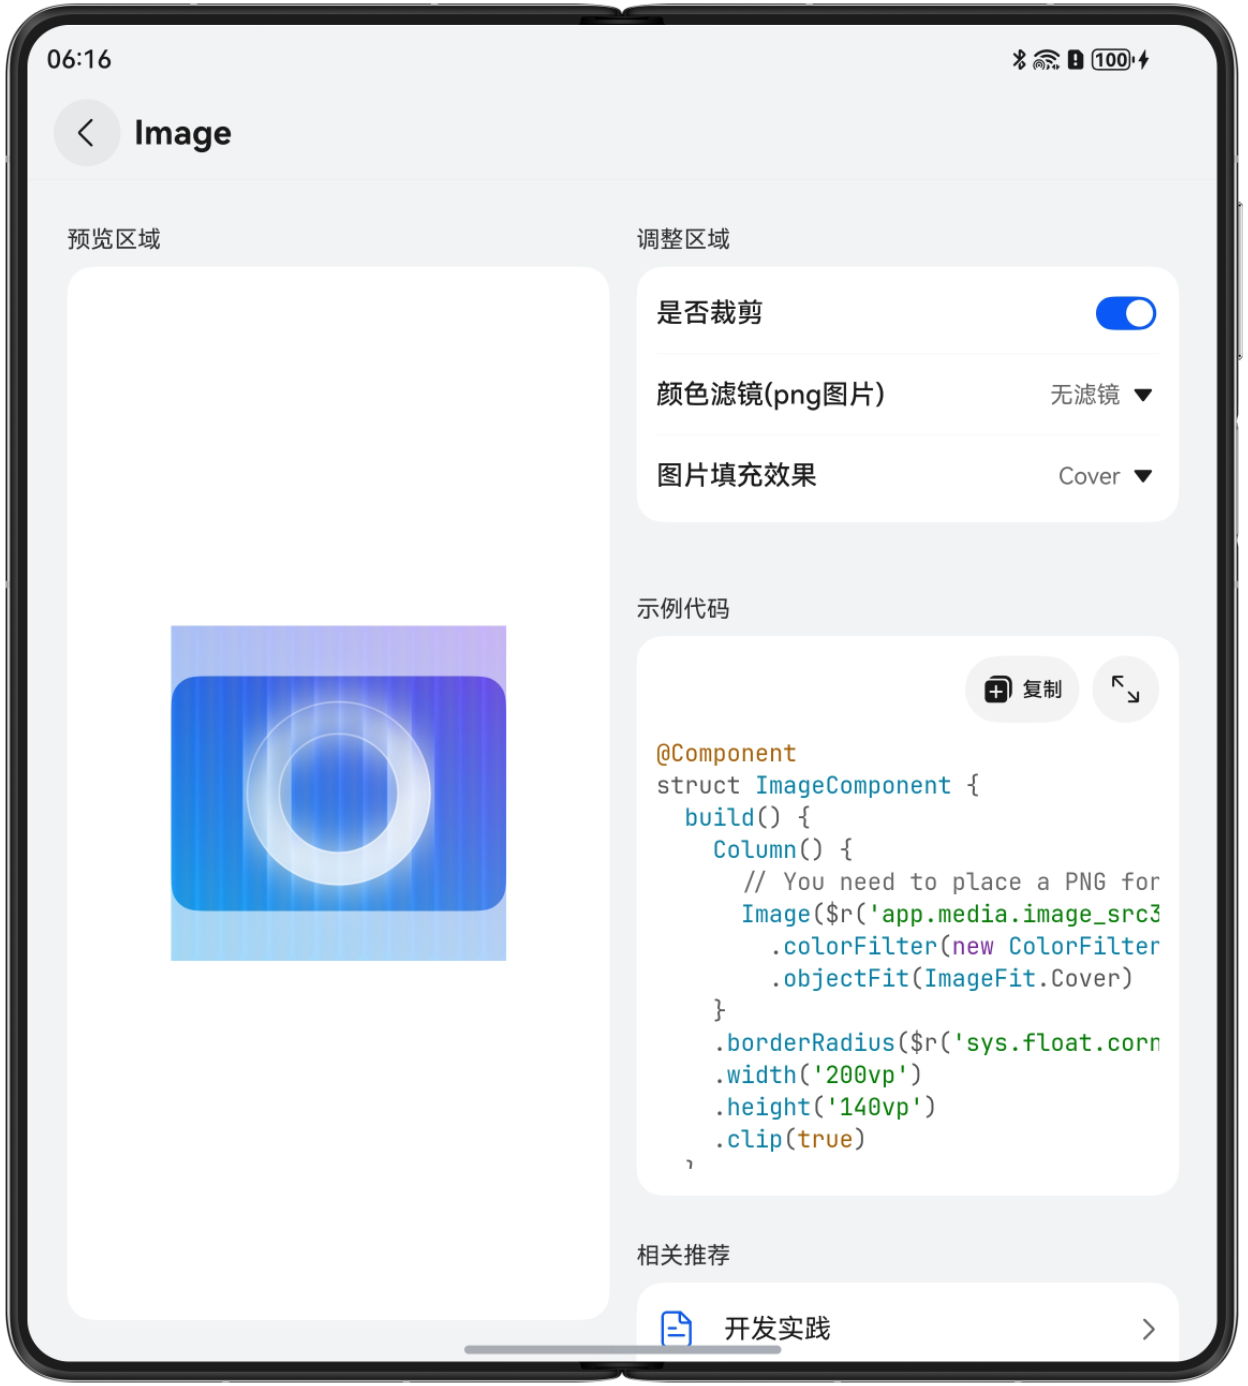 06:16
100
Image
预览区域
调整区域
是否裁剪
颜色滤镜(png图片)
无滤镜
图片填充效果
Cover
示例代码
复制
@Component
struct ImageComponent {
build() {
Column() {
// You need to place a PNG for
Image($r('app.media.image_src3
.colorFilter(new ColorFilter
.objectFit(ImageFit.Cover)
}
.borderRadius($r('sys.float.corn
.width('200vp')
.height('140vp')
.clip(true)
}
相关推荐
开发实践